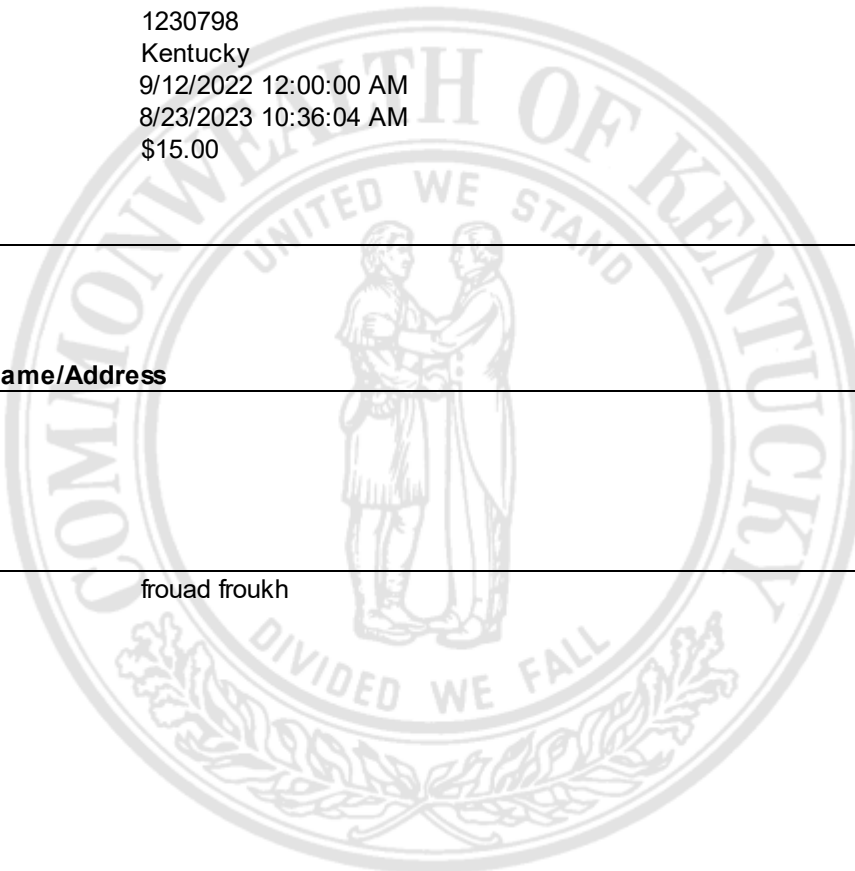 1230798
Kentucky
9/12/2022 12:00:00 AM
8/23/2023 10:36:04 AM
$15.00
COMMONWEALTH OF KENTUCKY
UNITED WE STAND
ame/Address
frouad froukh
DIVIDED WE FALL